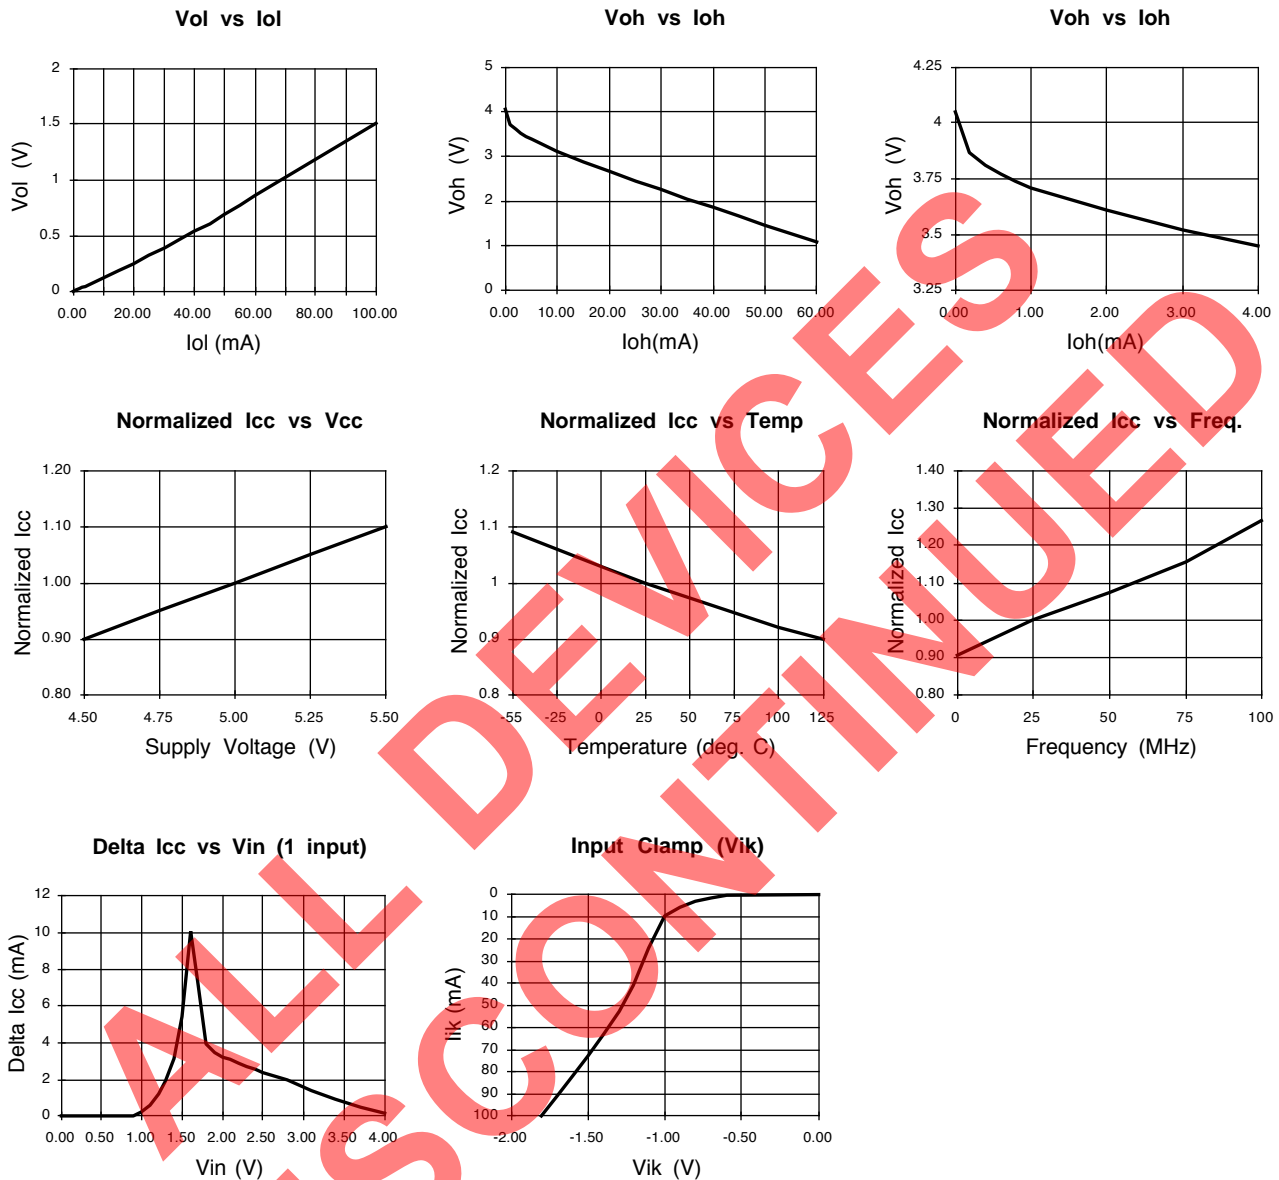 Vol vs Iol
2
1.5
1
0.5
0
Vol (V)
0.00 20.00 40.00 60.00 80.00 100.00
Iol (mA)
Voh vs Ioh
5
4
3
2
1
0
Voh (V)
0.00 10.00 20.00 30.00 40.00 50.00 60.00
Ioh(mA)
Voh vs Ioh
4.25
4
3.75
3.5
3.25
Voh (V)
0.00 1.00 2.00 3.00 4.00
Ioh(mA)
Normalized Icc vs Vcc
1.20
1.10
1.00
0.90
0.80
Normalized Icc
4.50 4.75 5.00 5.25 5.50
Supply Voltage (V)
Normalized Icc vs Temp
1.2
1.1
1
0.9
0.8
Normalized Icc
-55 -25 0 25 50 75 100 125
Temperature (deg. C)
Normalized Icc vs Freq.
1.40
1.30
1.20
1.10
1.00
0.90
0.80
Normalized Icc
0 25 50 75 100
Frequency (MHz)
Delta Icc vs Vin (1 input)
12
10
8
6
4
2
0
Delta Icc (mA)
0.00 0.50 1.00 1.50 2.00 2.50 3.00 3.50 4.00
Vin (V)
Input Clamp (Vik)
0
10
20
30
40
50
60
70
80
90
100
Iik (mA)
-2.00 -1.50 -1.00 -0.50 0.00
Vik (V)
ALL DEVICES
DISCONTINUED